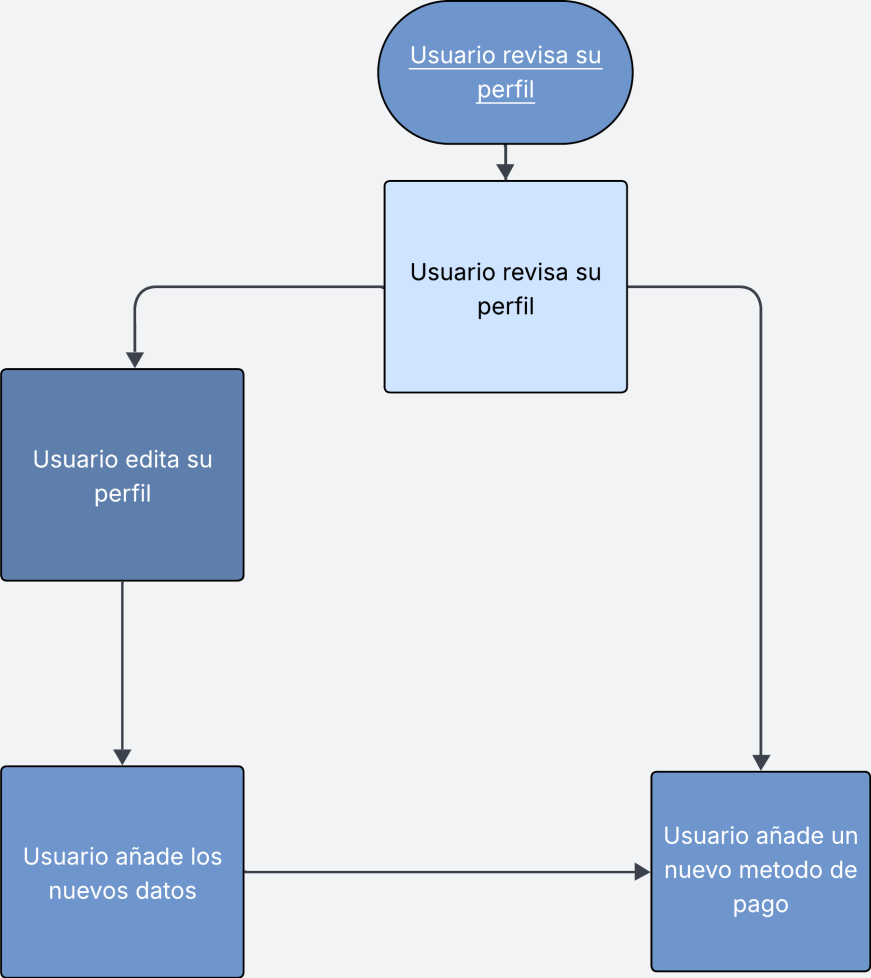 Usuario revisa su
perfil
Usuario revisa su
perfil
Usuario edita su
perfil
Usuario añade los
nuevos datos
Usuario añade un
nuevo metodo de
pago